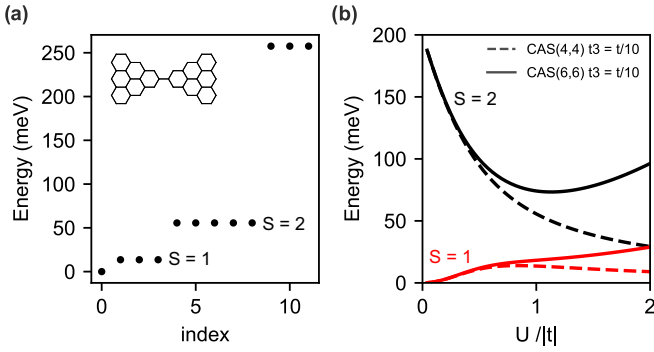 (a)
Energy (meV)
250
200
150
100
50
0
S = 1
S = 2
0
5
10
index
(b)
Energy (meV)
200
150
100
50
0
CAS(4,4) t3 = t/10
CAS(6,6) t3 = t/10
S = 2
S = 1
0
1
2
U /|t|